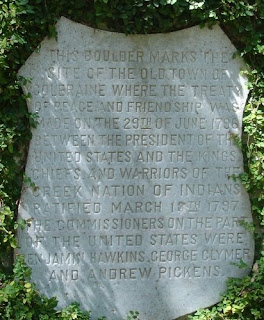 THIS BOULDER MARKS THE
SITE OF THE OLD TOWN OF
COLERAINE WHERE THE TREATY
OF PEACE AND FRIENDSHIP WAS
MADE ON THE 29TH OF JUNE 1796
BETWEEN THE PRESIDENT OF THE
UNITED STATES AND THE KINGS,
CHIEFS AND WARRIORS OF THE
CREEK NATION OF INDIANS
RATIFIED MARCH 18TH 1797.
THE COMMISSIONERS ON THE PART
OF THE UNITED STATES WERE
BENJAMIN HAWKINS, GEORGE CLYMER
AND ANDREW PICKENS.